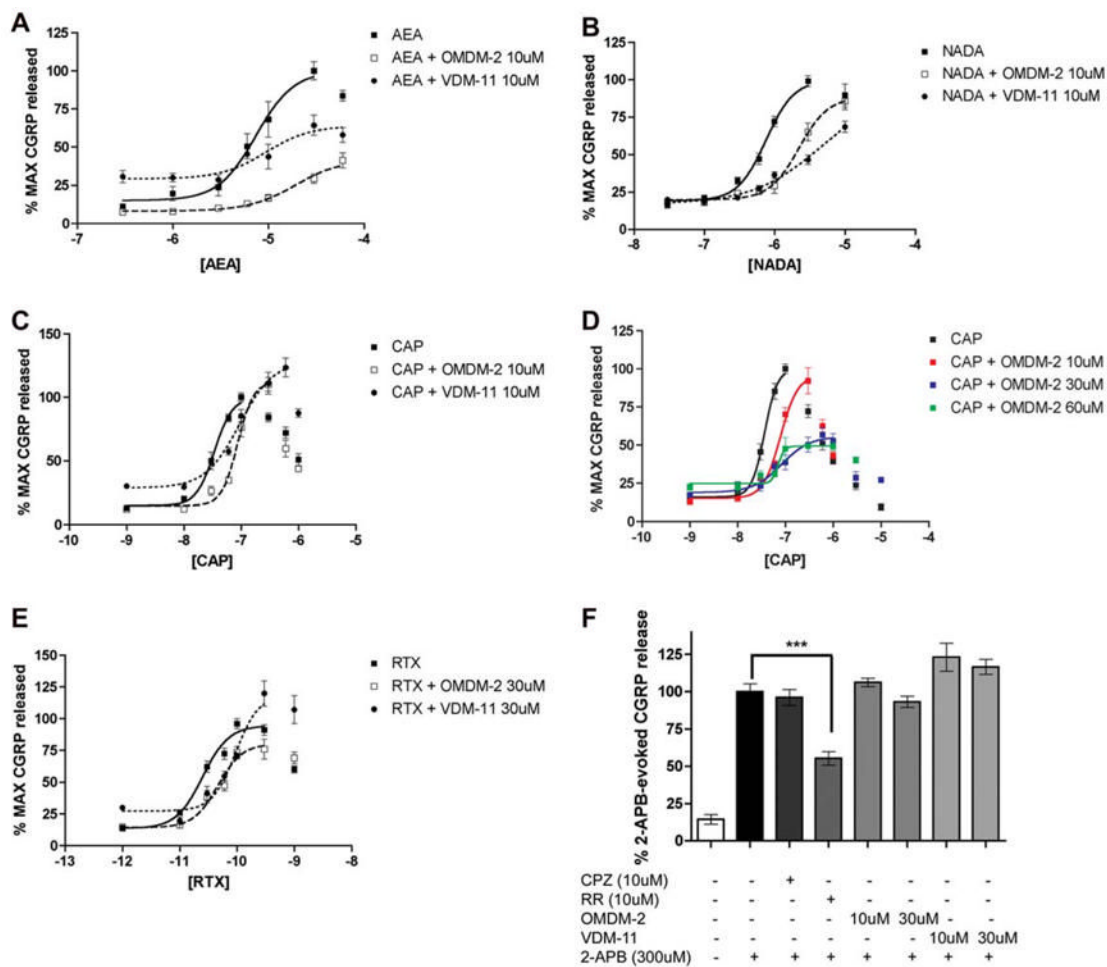 A
% MAX CGRP released
125
100
75
50
25
0
-7
-6
-5
-4
[AEA]
AEA
AEA + OMDM-2 10uM
AEA + VDM-11 10uM
B
% MAX CGRP released
125
100
75
50
25
0
-8
-7
-6
-5
-4
[NADA]
NADA
NADA + OMDM-2 10uM
NADA + VDM-11 10uM
C
% MAX CGRP released
150
125
100
75
50
25
0
-10
-9
-8
-7
-6
-5
[CAP]
CAP
CAP + OMDM-2 10uM
CAP + VDM-11 10uM
D
% MAX CGRP released
125
100
75
50
25
0
-10
-9
-8
-7
-6
-5
-4
[CAP]
CAP
CAP + OMDM-2 10uM
CAP + OMDM-2 30uM
CAP + OMDM-2 60uM
E
% MAX CGRP released
150
125
100
75
50
25
0
-13
-12
-11
-10
-9
-8
[RTX]
RTX
RTX + OMDM-2 30uM
RTX + VDM-11 30uM
F
% 2-APB-evoked CGRP release
125
100
75
50
25
0
***
CPZ (10uM) - - + - - - - -
RR (10uM) - - - + - - - -
OMDM-2 - - - - 10uM 30uM - -
VDM-11 - - - - - - 10uM 30uM
2-APB (300uM) - + + + + + + +